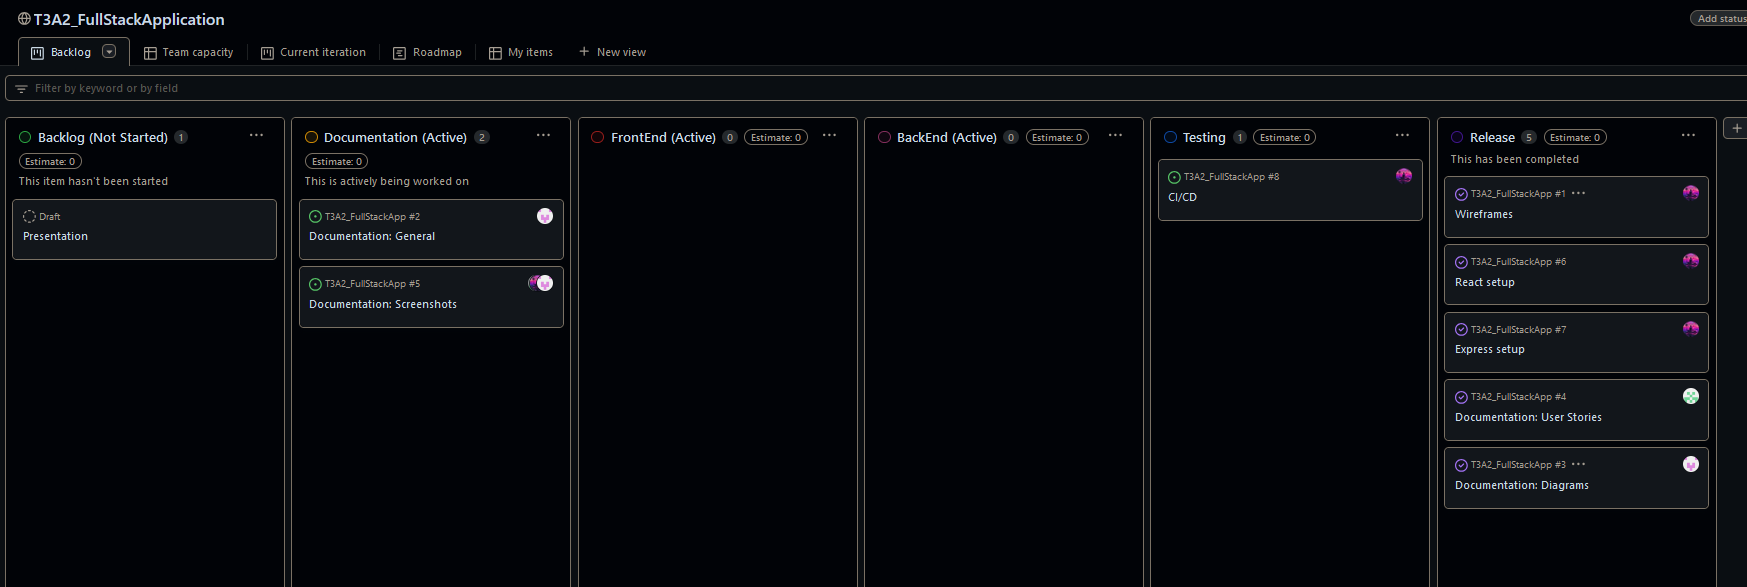 T3A2_FullStackApplication
Add status
Backlog
Team capacity
Current iteration
Roadmap
My items
New view
Filter by keyword or by field
Backlog (Not Started) 1
Estimate: 0
This item hasn't been started
Draft
Presentation
Documentation (Active) 2
Estimate: 0
This is actively being worked on
T3A2_FullStackApp #2
Documentation: General
T3A2_FullStackApp #5
Documentation: Screenshots
FrontEnd (Active) 0 Estimate: 0
BackEnd (Active) 0 Estimate: 0
Testing 1 Estimate: 0
T3A2_FullStackApp #8
CI/CD
Release 5 Estimate: 0
This has been completed
T3A2_FullStackApp #1
Wireframes
T3A2_FullStackApp #6
React setup
T3A2_FullStackApp #7
Express setup
T3A2_FullStackApp #4
Documentation: User Stories
T3A2_FullStackApp #3
Documentation: Diagrams